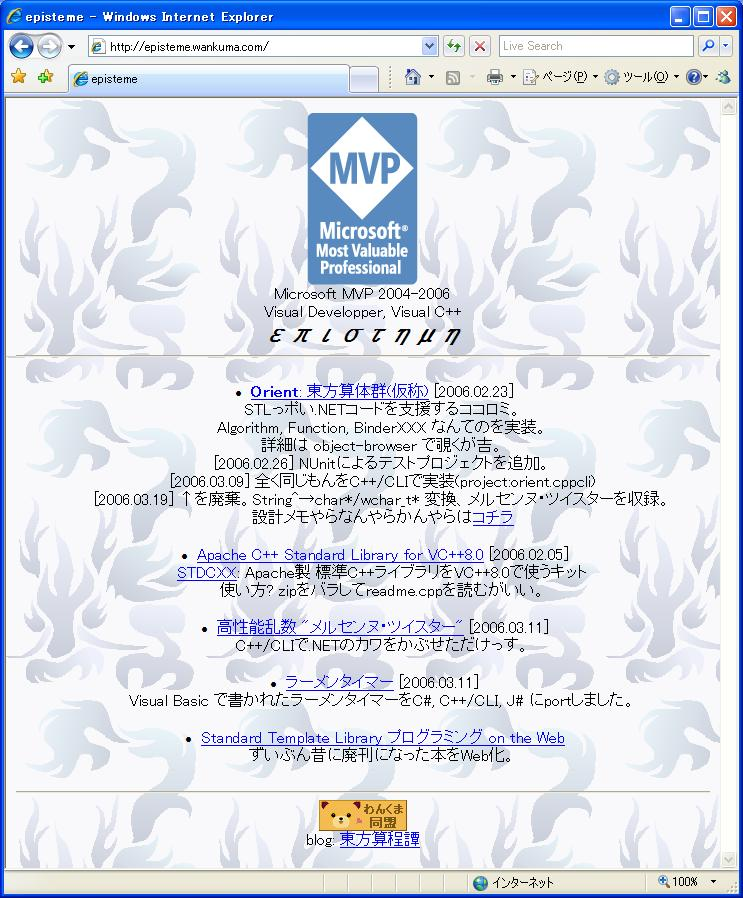 episteme - Windows Internet Explorer
http://episteme.wankuma.com/
Live Search
episteme
ページ(P)
ツール(O)
MVP
Microsoft®
Most Valuable
Professional
Microsoft MVP 2004-2006
Visual Developper, Visual C++
επιστημη
• Orient: 東方算体群(仮称) [2006.02.23]
STLっポい.NETコードを支援するココロミ。
Algorithm, Function, BinderXXX なんてのを実装。
詳細は object-browser で覗くが吉。
[2006.02.26] NUnitによるテストプロジェクトを追加。
[2006.03.09] 全く同じもんをC++/CLIで実装(project:orient.cppcli)
[2006.03.19] ↑を廃棄。String^→char*/wchar_t* 変換、メルセンヌ・ツイスターを収録。
設計メモやらなんやらかんやらはコチラ
• Apache C++ Standard Library for VC++8.0 [2006.02.05]
STDCXX: Apache製 標準C++ライブラリをVC++8.0で使うキット
使い方? zipをバラしてreadme.cppを読むがいい。
• 高性能乱数 "メルセンヌ・ツイスター" [2006.03.11]
C++/CLIで.NETのカワをかぶせただけっす。
• ラーメンタイマー [2006.03.11]
Visual Basic で書かれたラーメンタイマーをC#, C++/CLI, J# にportしました。
• Standard Template Library プログラミング on the Web
ずいぶん昔に廃刊になった本をWeb化。
わんくま
同盟
blog: 東方算程譚
インターネット
100%